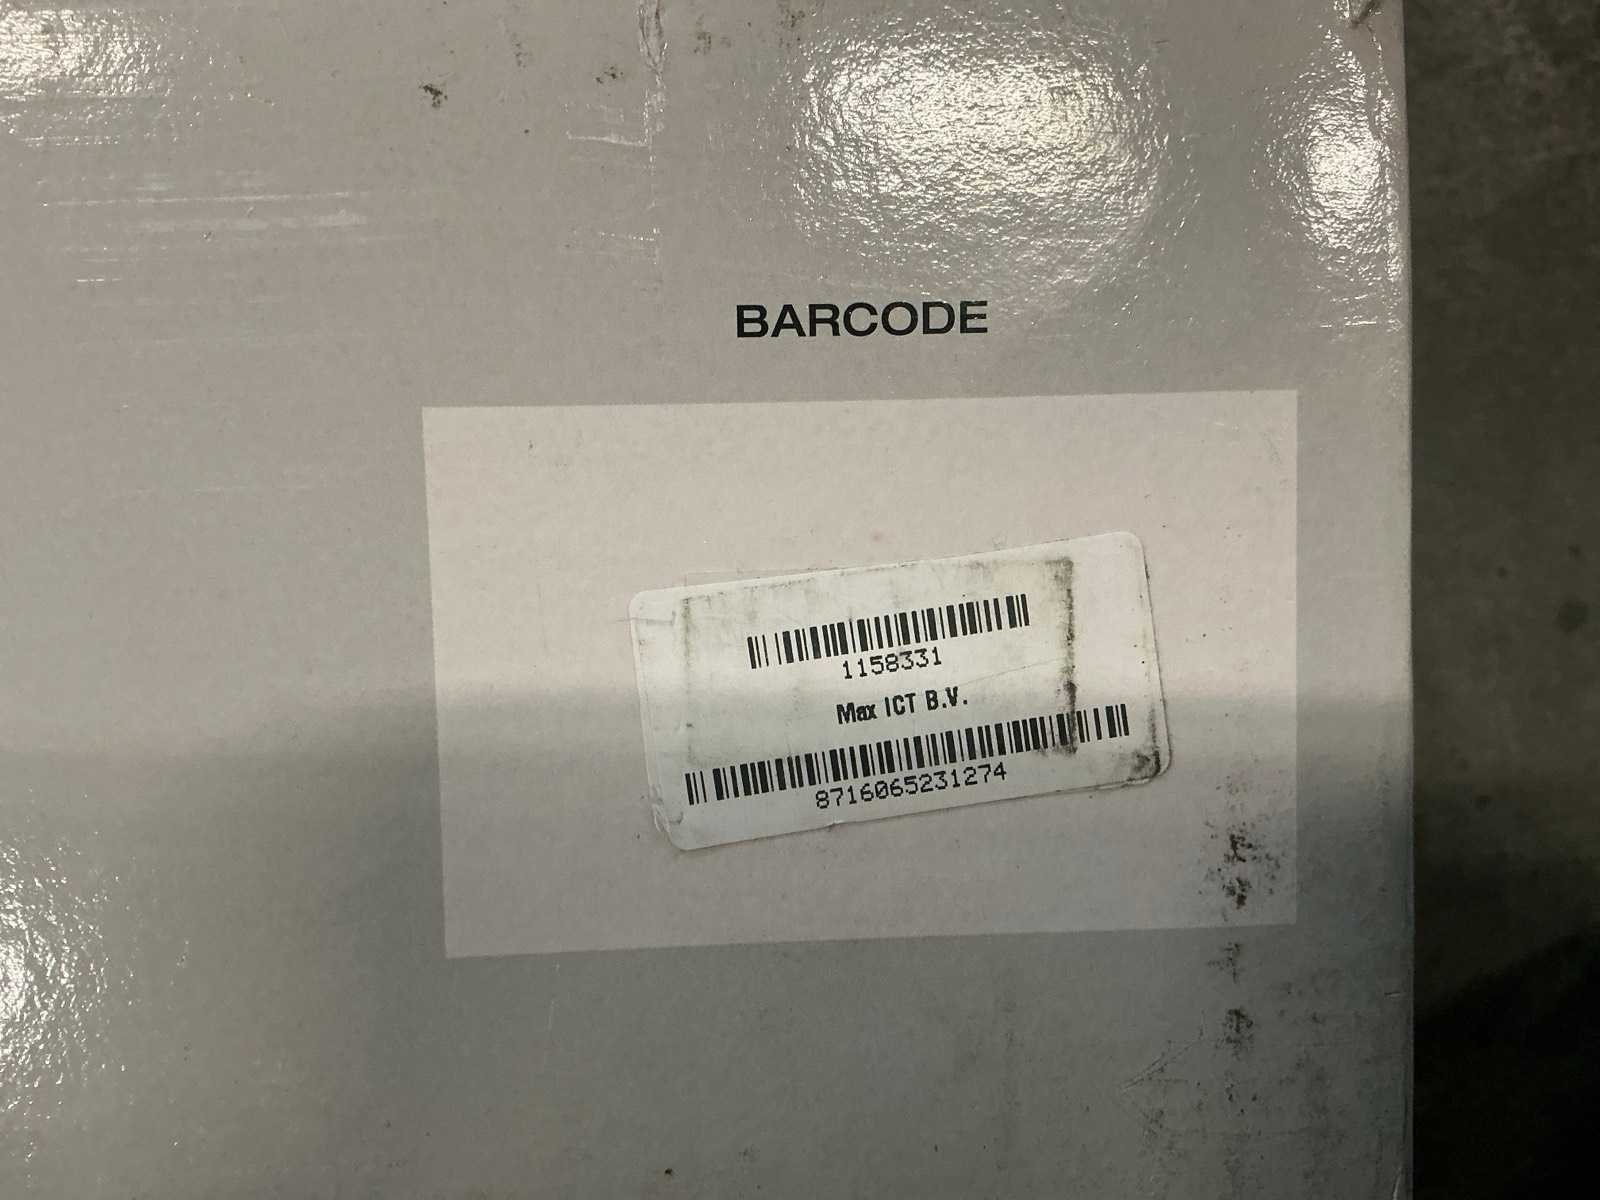 BARCODE
1158331
Max ICT B.V.
8716065231274